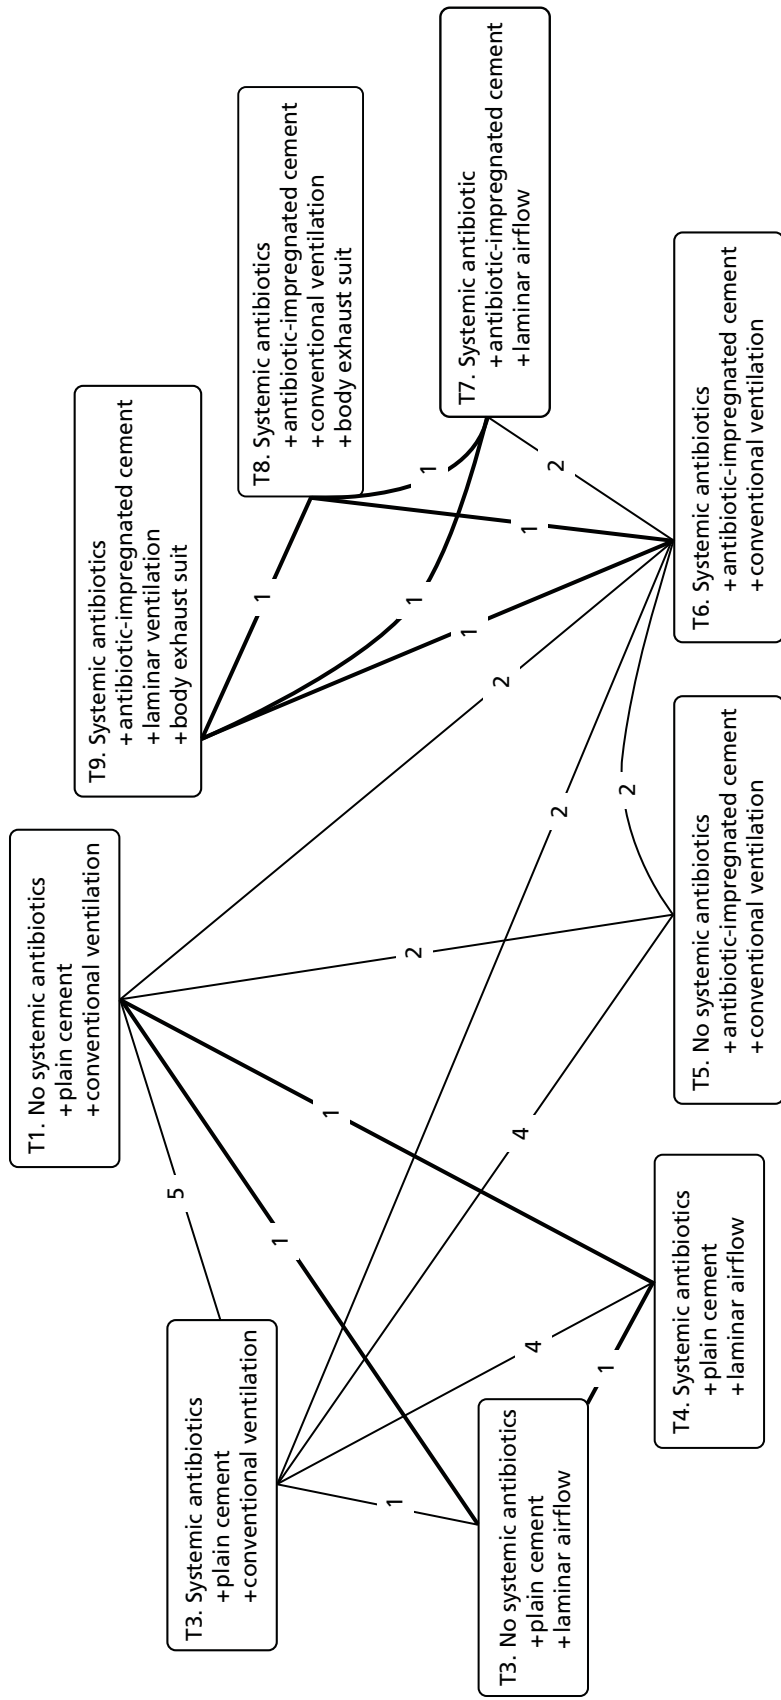 T1. No systemic antibiotics
+plain cement
+conventional ventilation
T9. Systemic antibiotics
+antibiotic-impregnated cement
+laminar ventilation
+body exhaust suit
T8. Systemic antibiotics
+antibiotic-impregnated cement
+conventional ventilation
+body exhaust suit
T7. Systemic antibiotic
+antibiotic-impregnated cement
+laminar airflow
T6. Systemic antibiotics
+antibiotic-impregnated cement
+conventional ventilation
T5. No systemic antibiotics
+antibiotic-impregnated cement
+conventional ventilation
T4. Systemic antibiotics
+plain cement
+laminar airflow
T3. No systemic antibiotics
+plain cement
+laminar airflow
T3. Systemic antibiotics
+plain cement
+conventional ventilation
5
1
1
2
2
1
4
4
2
1
2
1
1
1
1
2
1